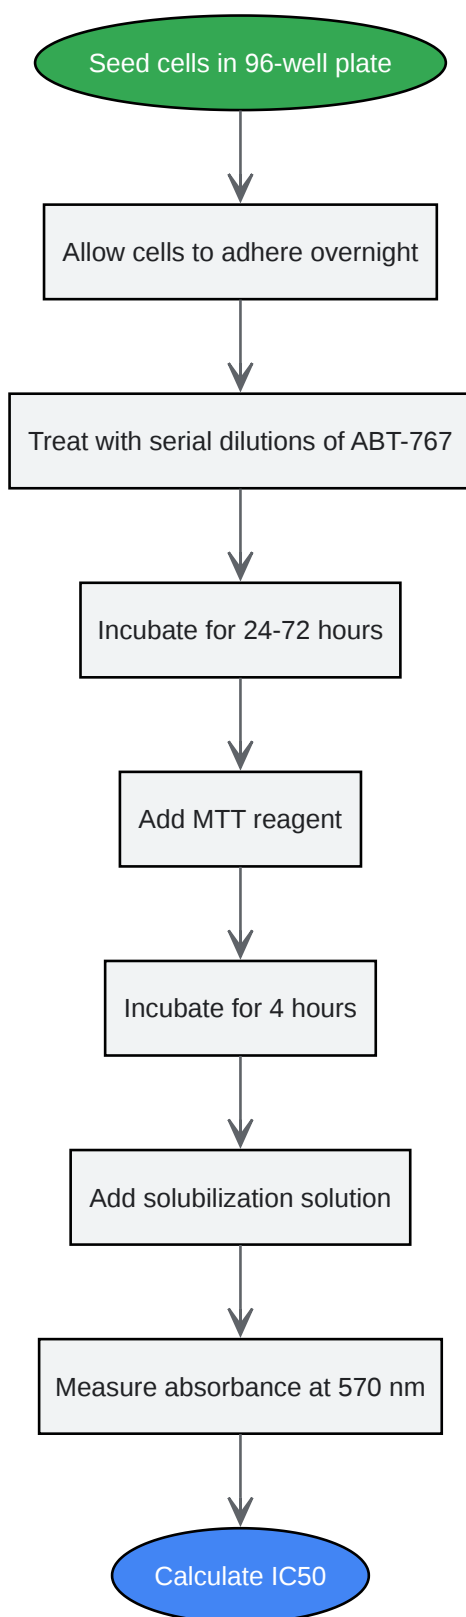 Seed cells in 96-well plate
Allow cells to adhere overnight
Treat with serial dilutions of ABT-767
Incubate for 24-72 hours
Add MTT reagent
Incubate for 4 hours
Add solubilization solution
Measure absorbance at 570 nm
Calculate IC50